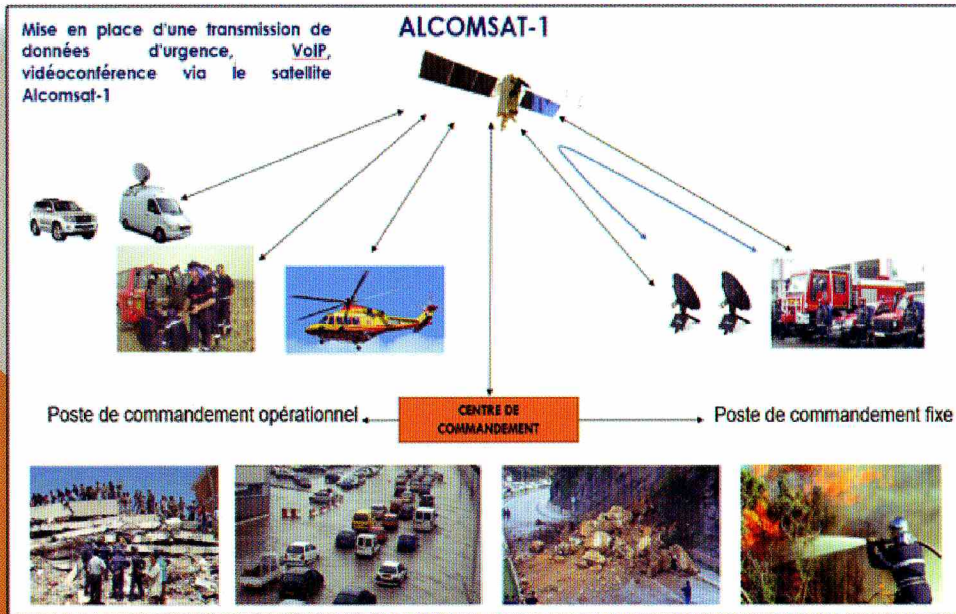 Mise en place d'une transmission de
données d'urgence, VoIP,
vidéoconférence via le satellite
Alcomsat-1
ALCOMSAT-1
Poste de commandement opérationnel
CENTRE DE
COMMANDEMENT
Poste de commandement fixe